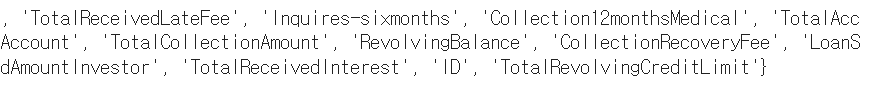 , 'TotalReceivedLateFee', 'Inquires-sixmonths', 'Collection12monthsMedical', 'TotalAcc
Account', 'TotalCollectionAmount', 'RevolvingBalance', 'CollectionRecoveryFee', 'LoanS
dAmountInvestor', 'TotalReceivedInterest', 'ID', 'TotalRevolvingCreditLimit'}